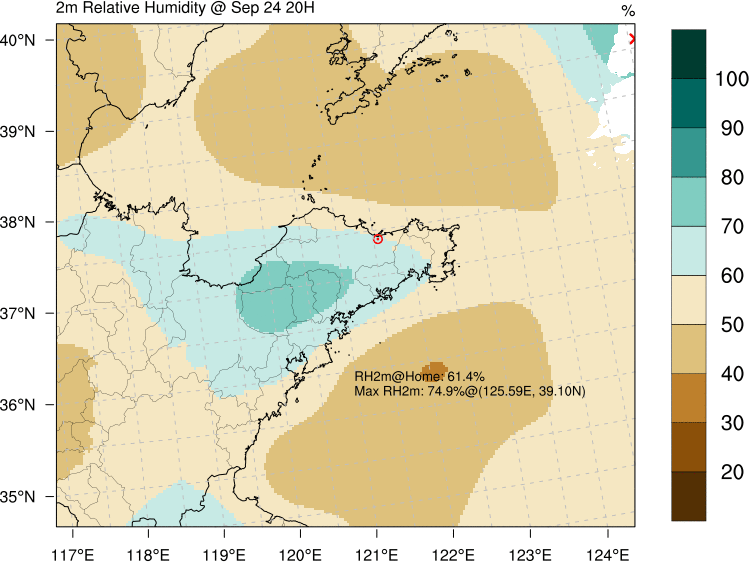 2m Relative Humidity @ Sep 24 20H
%
40°N
39°N
38°N
37°N
36°N
35°N
100
90
80
70
60
50
40
30
20
RH2m@Home: 61.4%
Max RH2m: 74.9%@(125.59E, 39.10N)
117°E 118°E 119°E 120°E 121°E 122°E 123°E 124°E